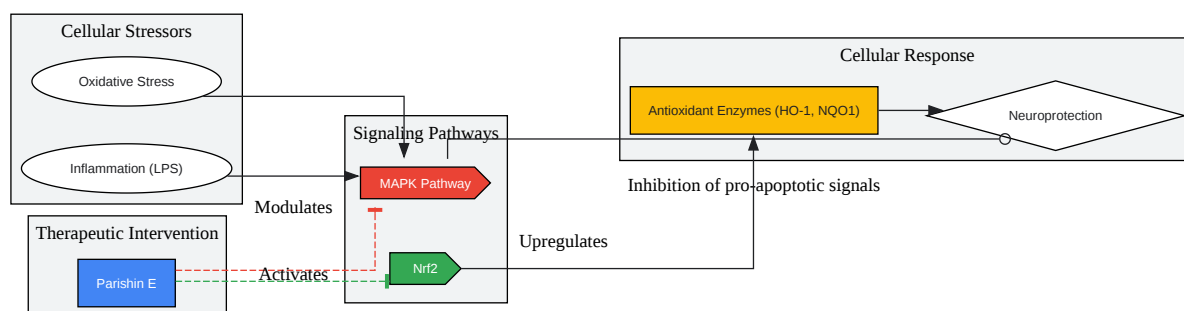 Cellular Stressors
Oxidative Stress
Inflammation (LPS)
Therapeutic Intervention
Parishin E
Modulates
Activates
Signaling Pathways
MAPK Pathway
Nrf2
Upregulates
Cellular Response
Antioxidant Enzymes (HO-1, NQO1)
Neuroprotection
Inhibition of pro-apoptotic signals